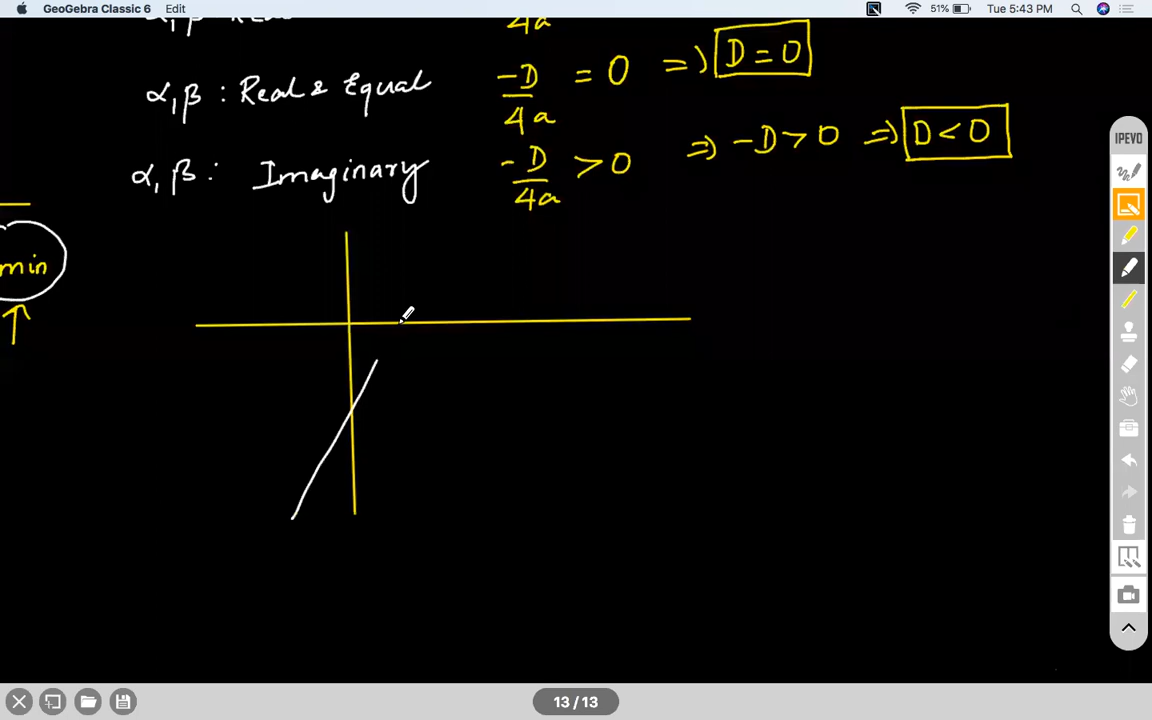 GeoGebra Classic 6 Edit 51% Tue 5:43 PM
4a
α, β : Real & Equal -D/4a = 0 => D = 0
α, β : Imaginary -D/4a > 0 => -D > 0 => D < 0
min
IPEVO
13 / 13